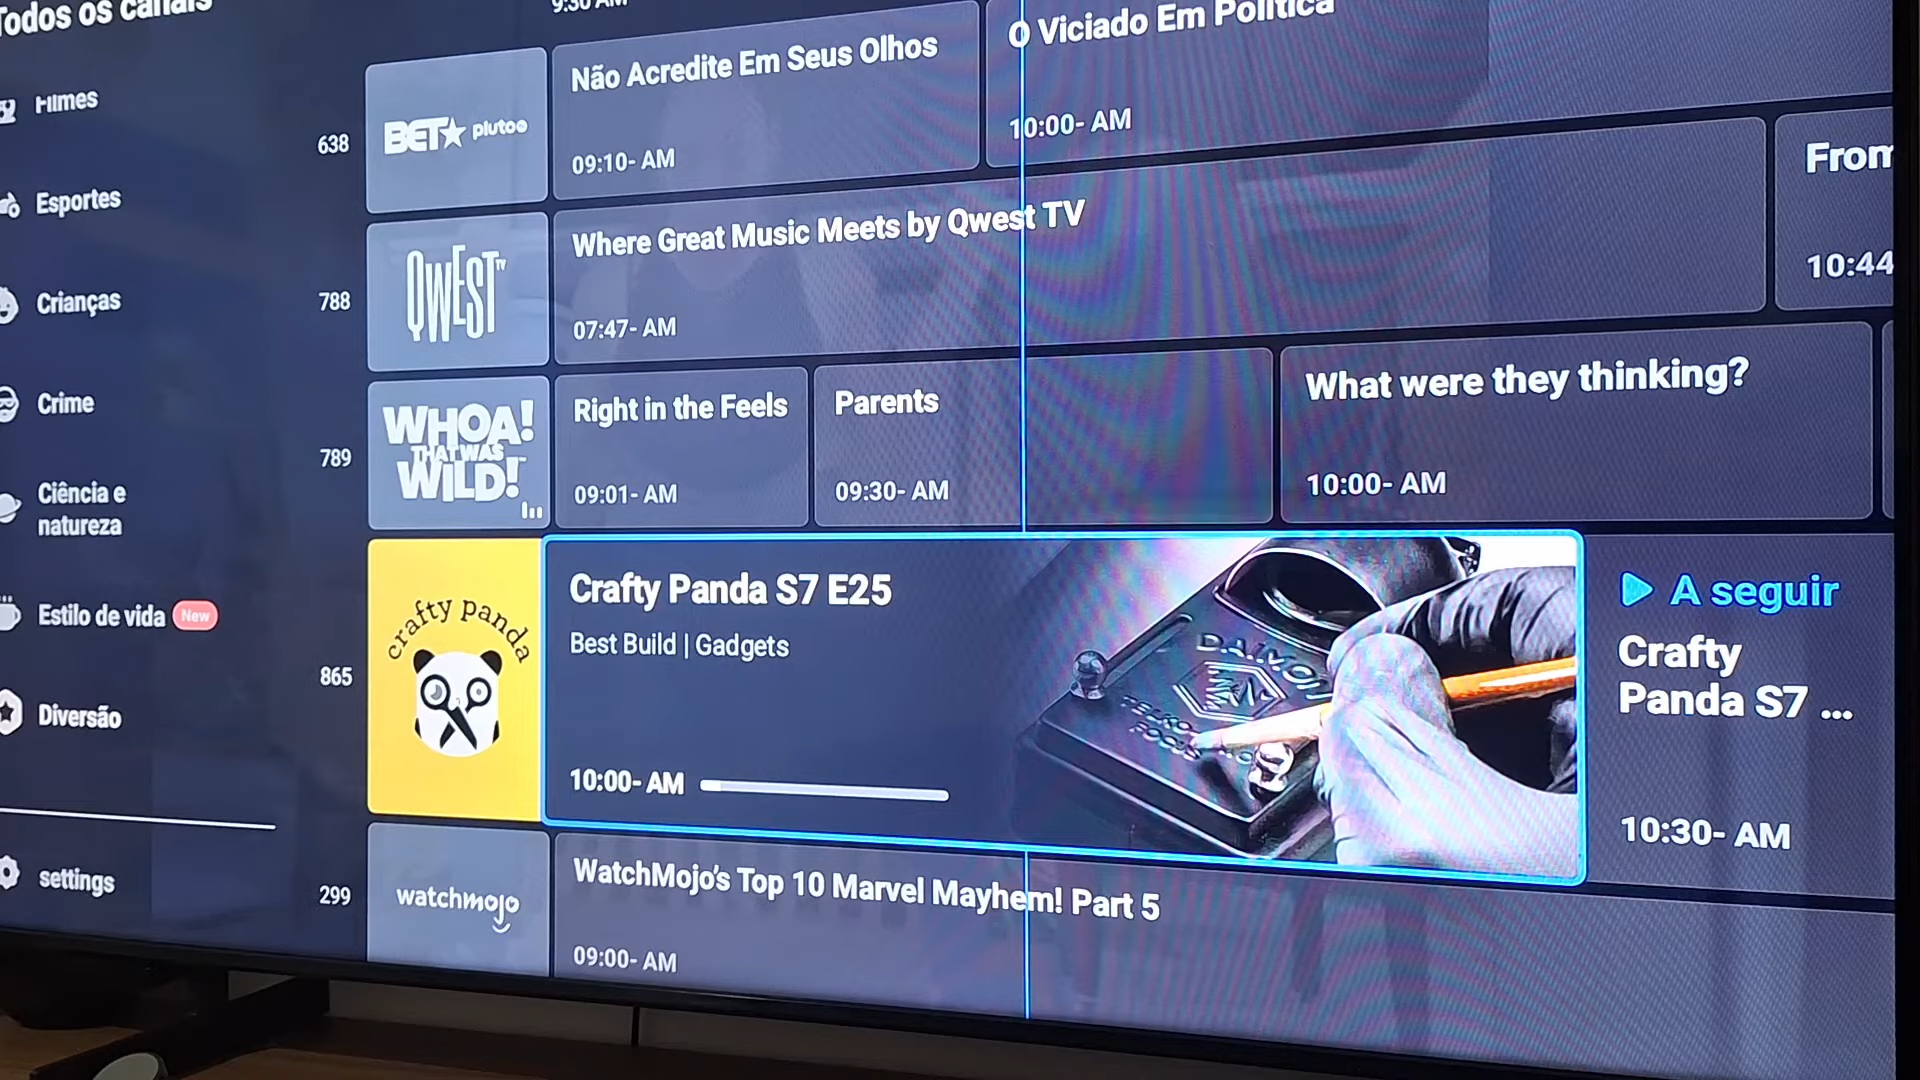 Todos os canais
9:30 AM
Filmes
Esportes
Crianças
Crime
Ciência e
natureza
Estilo de vida New
Diversão
settings
638
BET★ pluto
Não Acredite Em Seus Olhos
09:10- AM
O Viciado Em Política
10:00- AM
788
QWEST TV
Where Great Music Meets by Qwest TV
07:47- AM
From
10:44
789
WHOA!
THAT WAS
WILD!
Right in the Feels
09:01- AM
Parents
09:30- AM
What were they thinking?
10:00- AM
865
crafty panda
Crafty Panda S7 E25
Best Build | Gadgets
10:00- AM
A seguir
Crafty
Panda S7 ...
10:30- AM
299
watchmojo
WatchMojo's Top 10 Marvel Mayhem! Part 5
09:00- AM